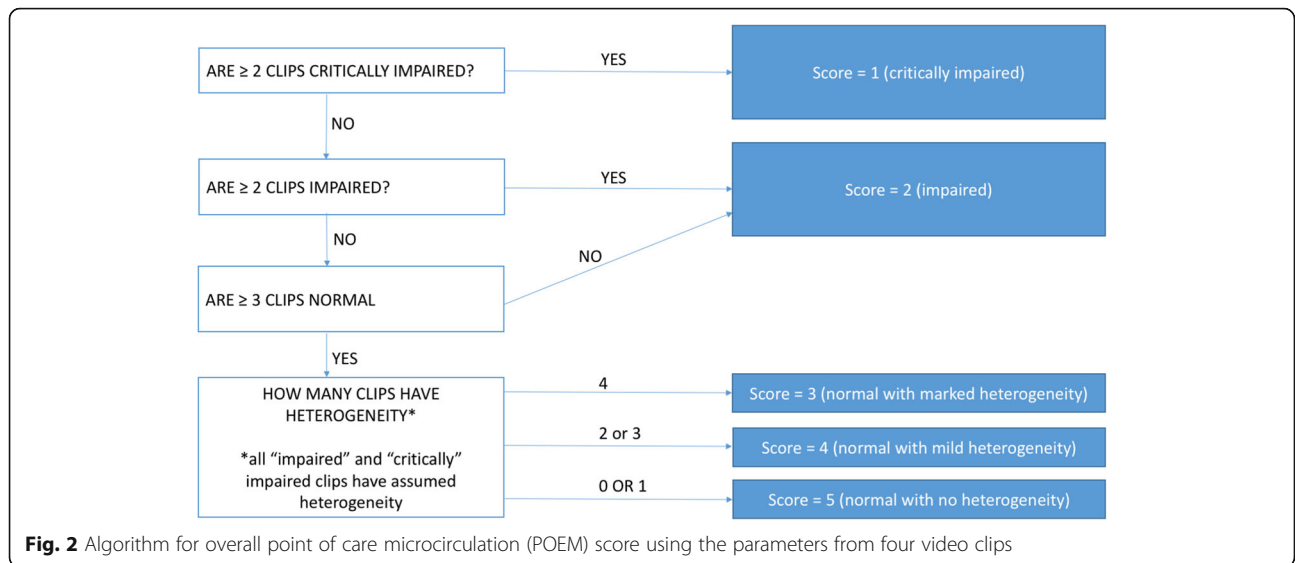 ARE ≥ 2 CLIPS CRITICALLY IMPAIRED?
YES
Score = 1 (critically impaired)
NO
ARE ≥ 2 CLIPS IMPAIRED?
YES
Score = 2 (impaired)
NO
NO
ARE ≥ 3 CLIPS NORMAL
YES
HOW MANY CLIPS HAVE
HETEROGENEITY*
*all “impaired” and “critically”
impaired clips have assumed
heterogeneity
4
Score = 3 (normal with marked heterogeneity)
2 or 3
Score = 4 (normal with mild heterogeneity)
0 OR 1
Score = 5 (normal with no heterogeneity)
Fig. 2 Algorithm for overall point of care microcirculation (POEM) score using the parameters from four video clips